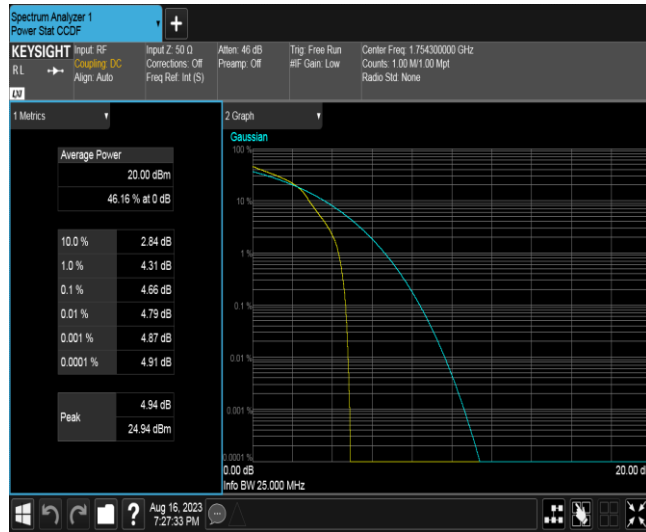 Spectrum Analyzer 1
Power Stat CCDF
+
KEYSIGHT
Input: RF
Coupling: DC
Align: Auto
Input Z: 50 Ω
Corrections: Off
Freq Ref: Int (S)
Atten: 46 dB
Preamp: Off
Trig: Free Run
#IF Gain: Low
Center Freq: 1.754300000 GHz
Counts: 1.00 M/1.00 Mpt
Radio Std: None
R L
LXI
1 Metrics
Average Power
20.00 dBm
46.16 % at 0 dB
10.0 % 2.84 dB
1.0 % 4.31 dB
0.1 % 4.66 dB
0.01 % 4.79 dB
0.001 % 4.87 dB
0.0001 % 4.91 dB
Peak
4.94 dB
24.94 dBm
2 Graph
Gaussian
100 %
10 %
1 %
0.1 %
0.01 %
0.001 %
0.0001 %
0.00 dB
20.00 d
Info BW 25.000 MHz
?
Aug 16, 2023
7:27:33 PM